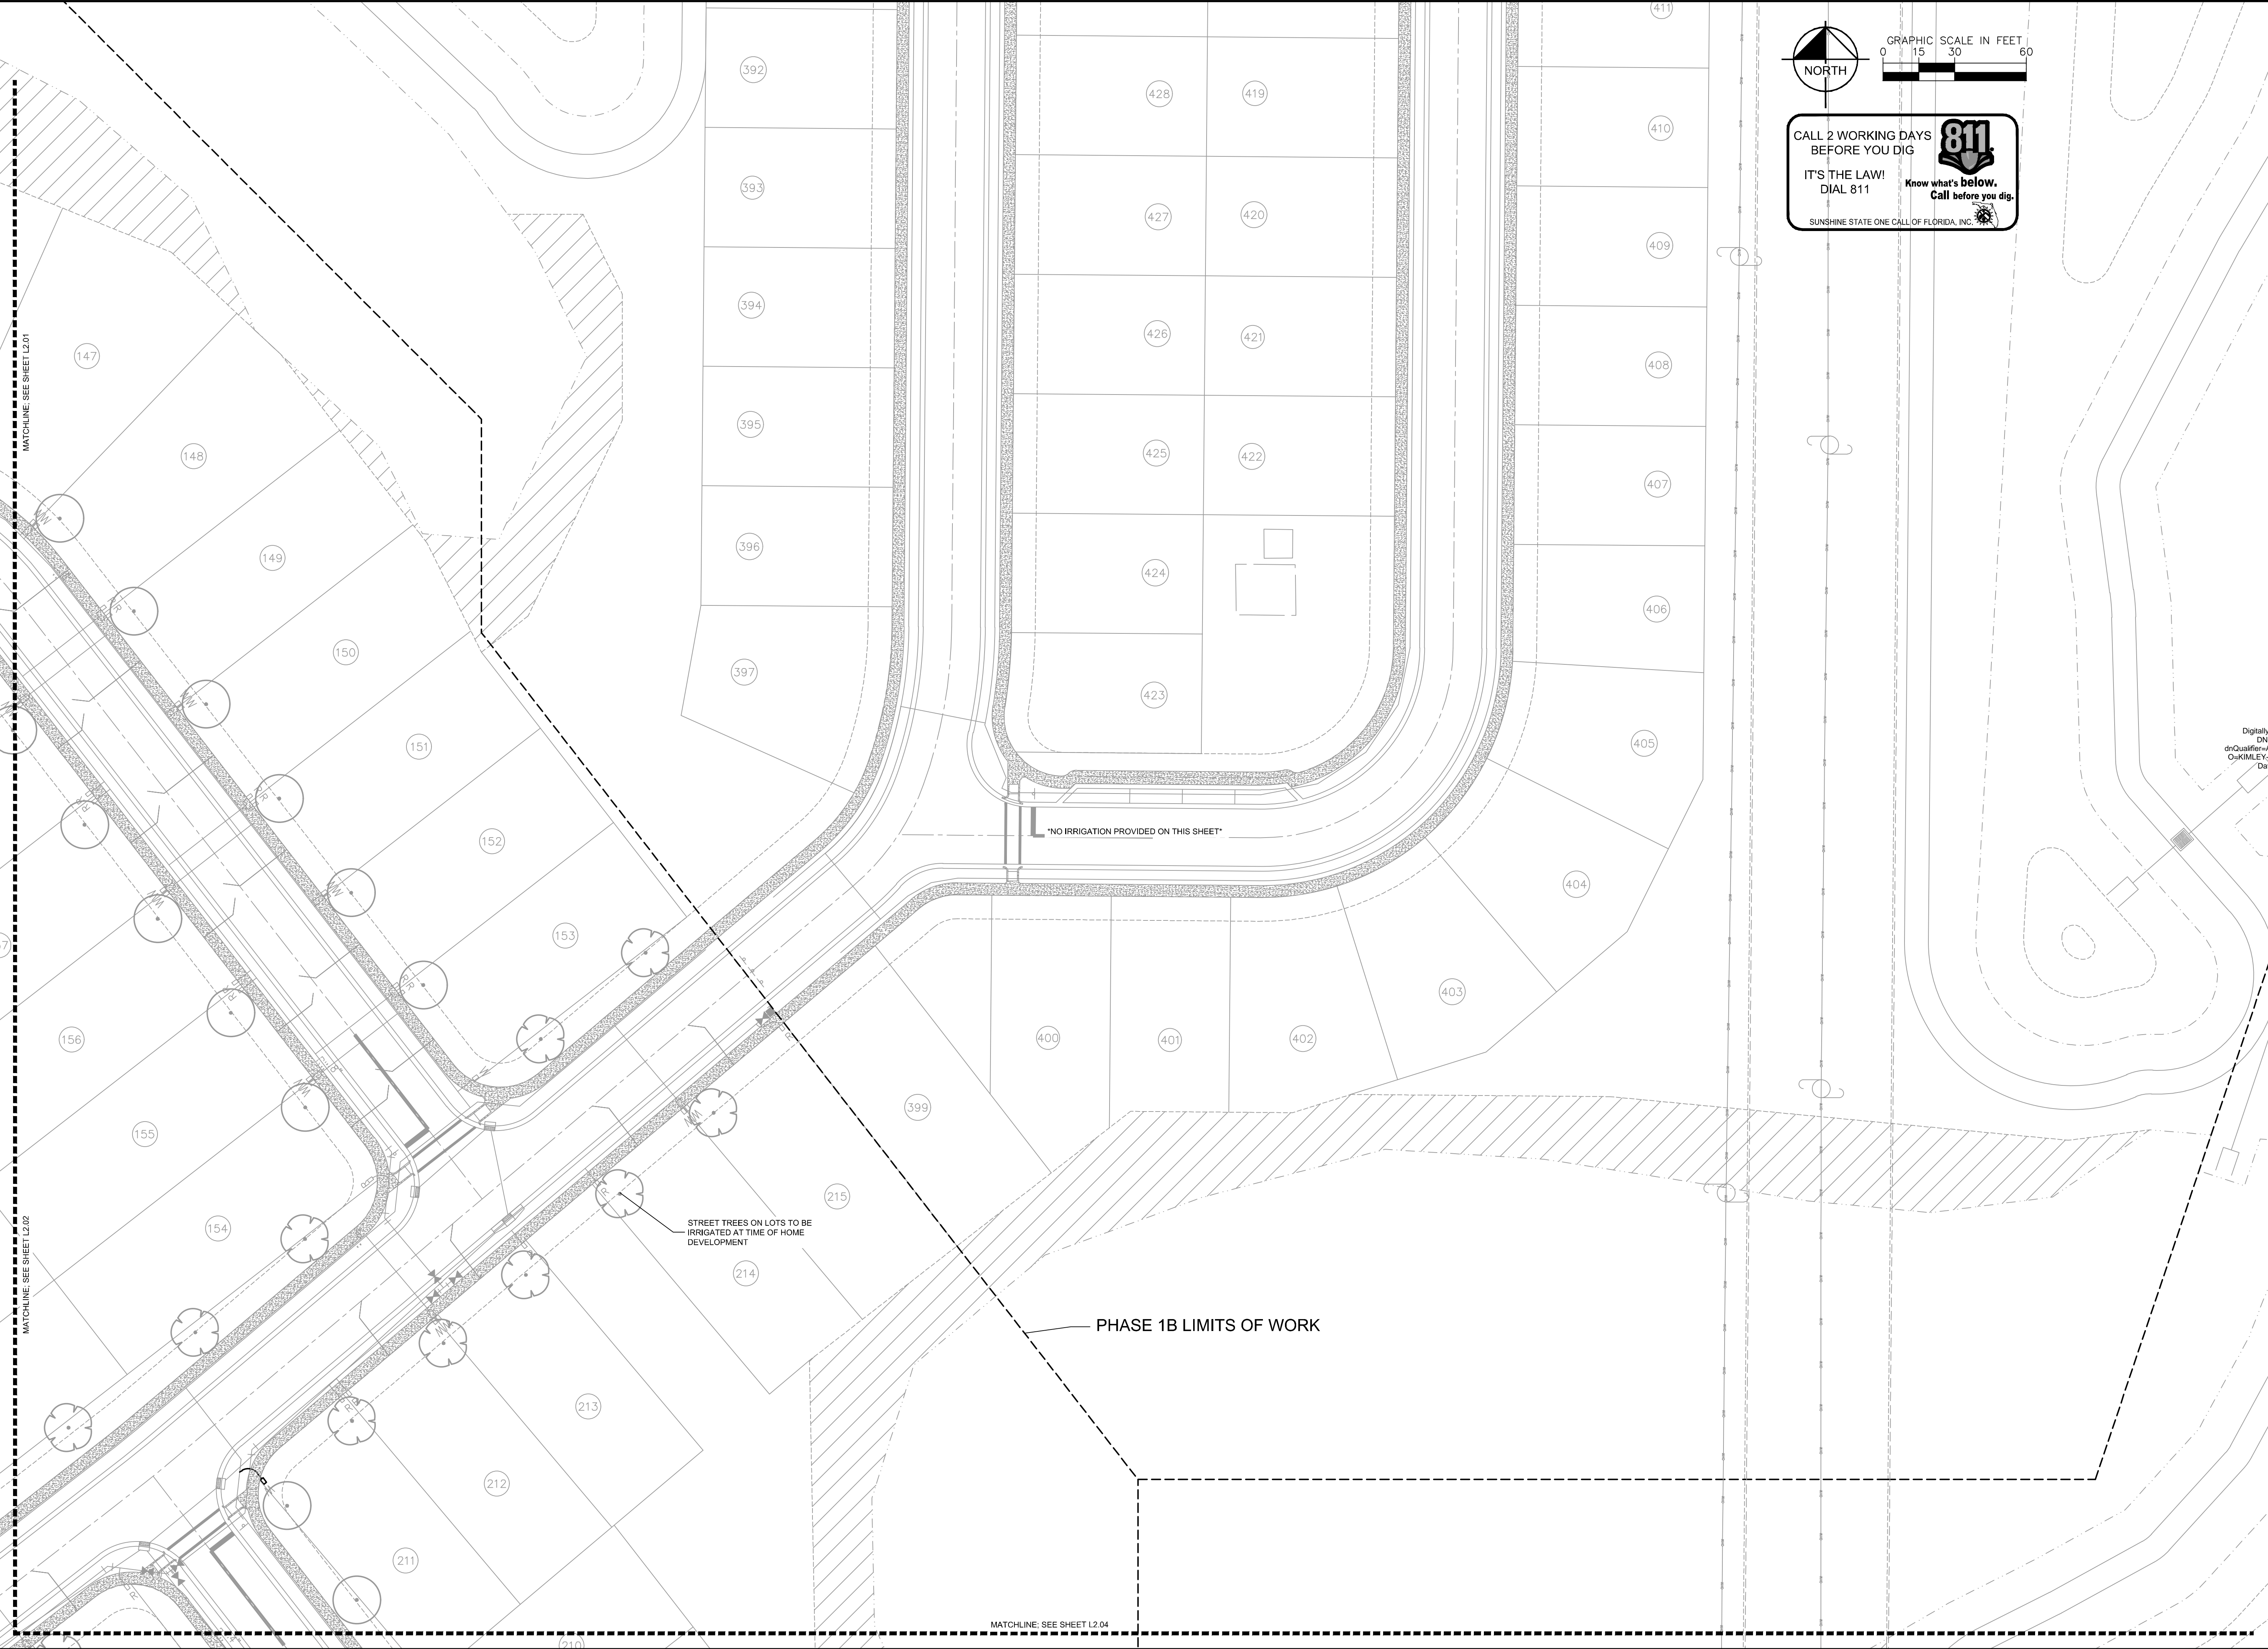 GRAPHIC SCALE IN FEET
0 15 30 60
NORTH
CALL 2 WORKING DAYS
BEFORE YOU DIG
IT'S THE LAW!
DIAL 811
811
Know what's below.
Call before you dig.
SUNSHINE STATE ONE CALL OF FLORIDA, INC.
MATCHLINE; SEE SHEET L2.01
MATCHLINE; SEE SHEET L2.02
MATCHLINE; SEE SHEET L2.04
*NO IRRIGATION PROVIDED ON THIS SHEET*
STREET TREES ON LOTS TO BE
IRRIGATED AT TIME OF HOME
DEVELOPMENT
PHASE 1B LIMITS OF WORK
Digitally
DN
dnQualifier=A
O=KIMLEY-
Da
392
393
394
395
396
397
428
419
427
420
426
421
425
422
424
423
411
410
409
408
407
406
405
404
403
402
401
400
399
147
148
149
150
151
152
153
156
155
154
215
214
213
212
211
210